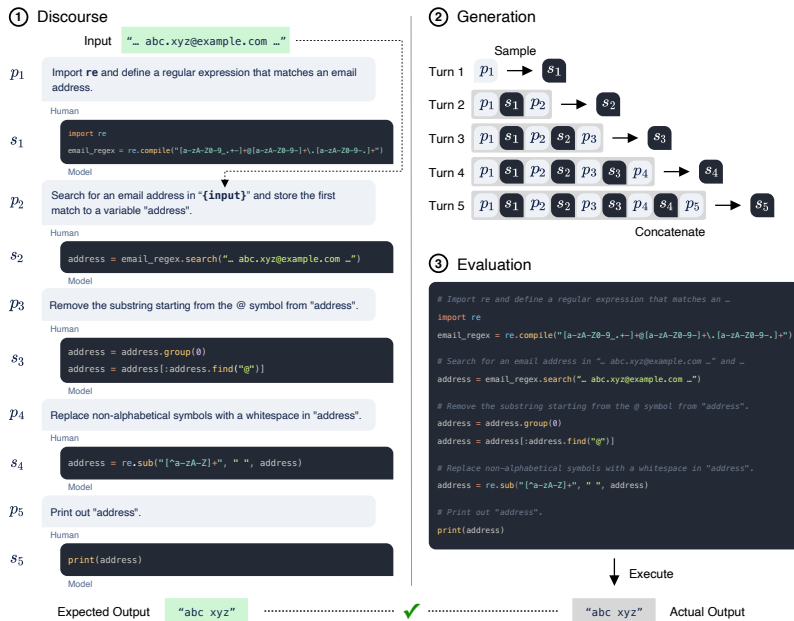 1 Discourse
Input "… abc.xyz@example.com …"
p1
Import re and define a regular expression that matches an email
address.
Human
s1
import re
email_regex = re.compile("[a-zA-Z0-9_.+-]+@[a-zA-Z0-9-]+\.[a-zA-Z0-9-.]+")
Model
p2
Search for an email address in "{input}" and store the first
match to a variable "address".
Human
s2
address = email_regex.search("… abc.xyz@example.com …")
Model
p3
Remove the substring starting from the @ symbol from "address".
Human
s3
address = address.group(0)
address = address[:address.find("@")]
Model
p4
Replace non-alphabetical symbols with a whitespace in "address".
Human
s4
address = re.sub("[^a-zA-Z]+", " ", address)
Model
p5
Print out "address".
Human
s5
print(address)
Model
Expected Output "abc xyz"
2 Generation
Sample
Turn 1 p1 s1
Turn 2 p1 s1 p2 s2
Turn 3 p1 s1 p2 s2 p3 s3
Turn 4 p1 s1 p2 s2 p3 s3 p4 s4
Turn 5 p1 s1 p2 s2 p3 s3 p4 s4 p5 s5
Concatenate
3 Evaluation
# Import re and define a regular expression that matches an …
import re
email_regex = re.compile("[a-zA-Z0-9_.+-]+@[a-zA-Z0-9-]+\.[a-zA-Z0-9-.]+")
# Search for an email address in "… abc.xyz@example.com …" and …
address = email_regex.search("… abc.xyz@example.com …")
# Remove the substring starting from the @ symbol from "address".
address = address.group(0)
address = address[:address.find("@")]
# Replace non-alphabetical symbols with a whitespace in "address".
address = re.sub("[^a-zA-Z]+", " ", address)
# Print out "address".
print(address)
Execute
"abc xyz" Actual Output